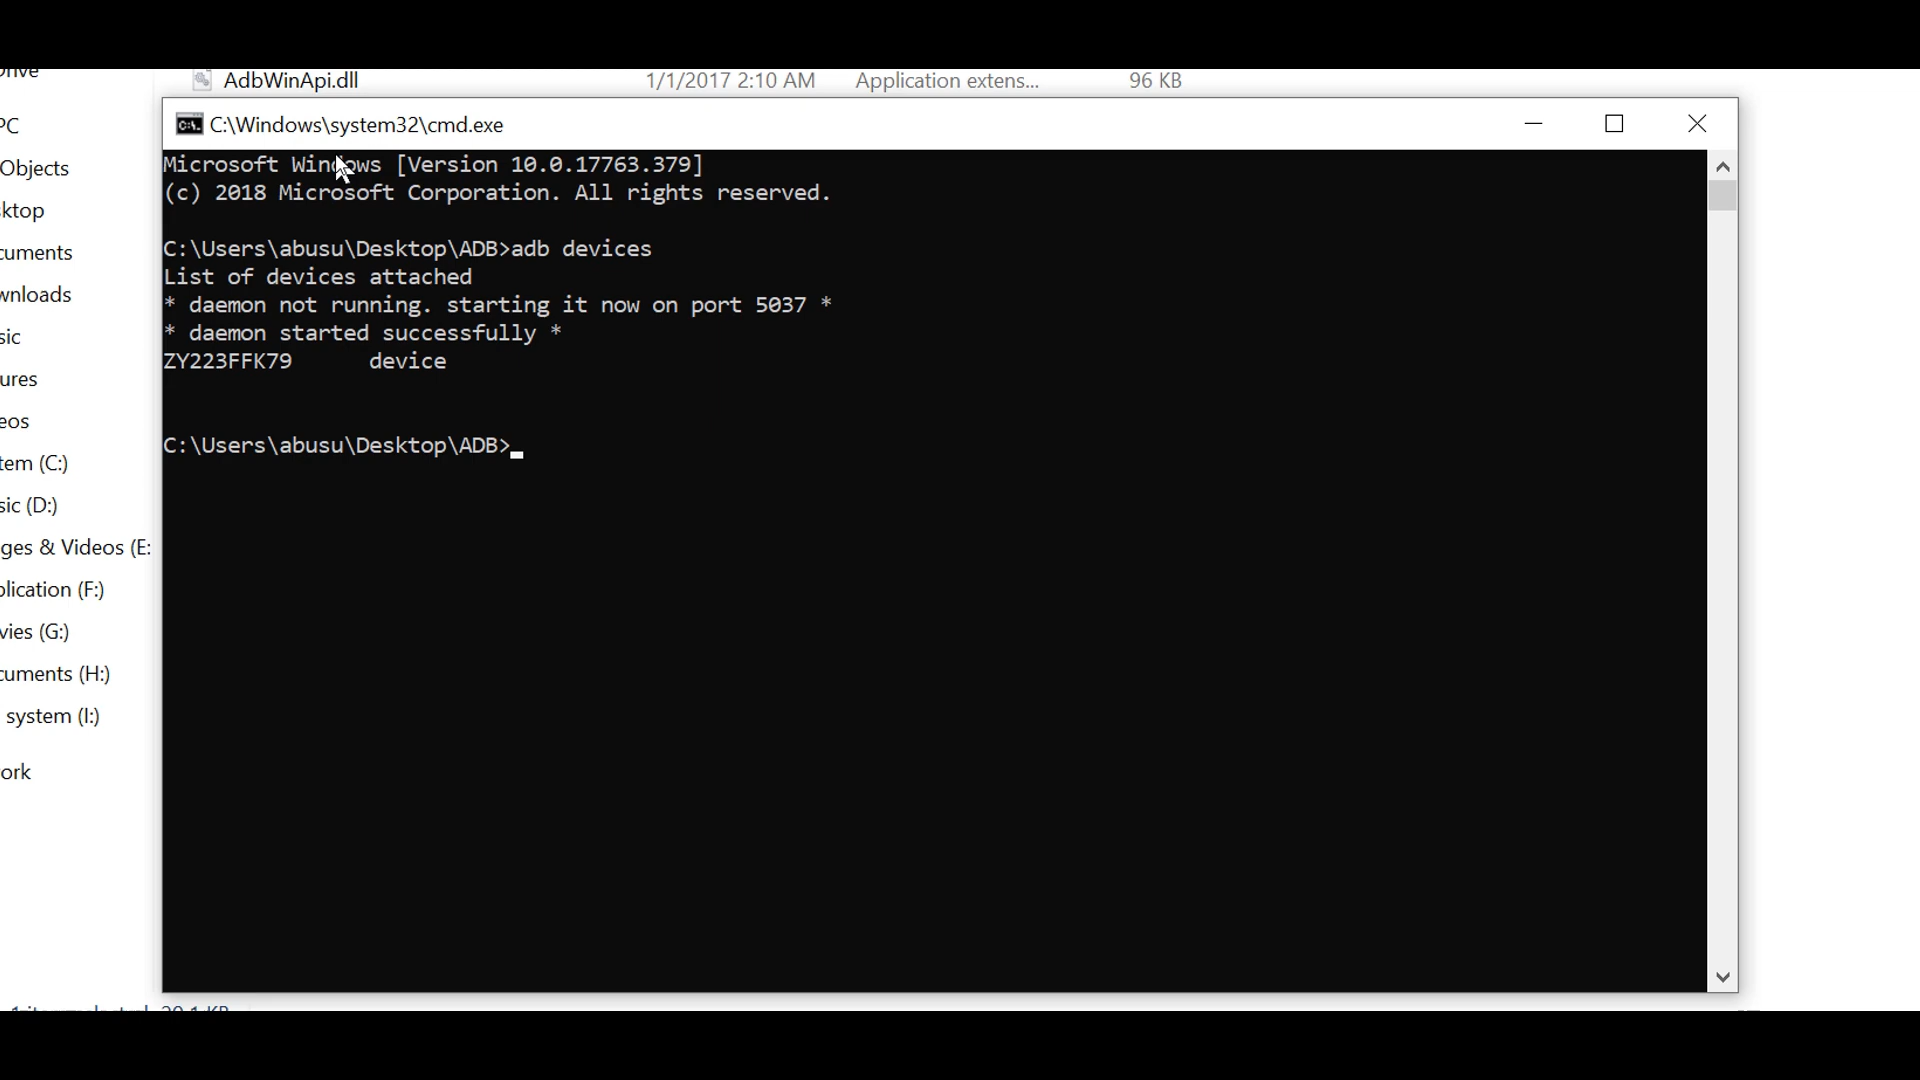 AdbWinApi.dll 1/1/2017 2:10 AM Application extens... 96 KB
C:\Windows\system32\cmd.exe
Microsoft Windows [Version 10.0.17763.379]
(c) 2018 Microsoft Corporation. All rights reserved.
C:\Users\abusu\Desktop\ADB>adb devices
List of devices attached
* daemon not running. starting it now on port 5037 *
* daemon started successfully *
ZY223FFK79 device
C:\Users\abusu\Desktop\ADB>
PC
Objects
ktop
cuments
wnloads
sic
ures
eos
tem (C:)
sic (D:)
ges & Videos (E:
plication (F:)
vies (G:)
cuments (H:)
system (I:)
ork